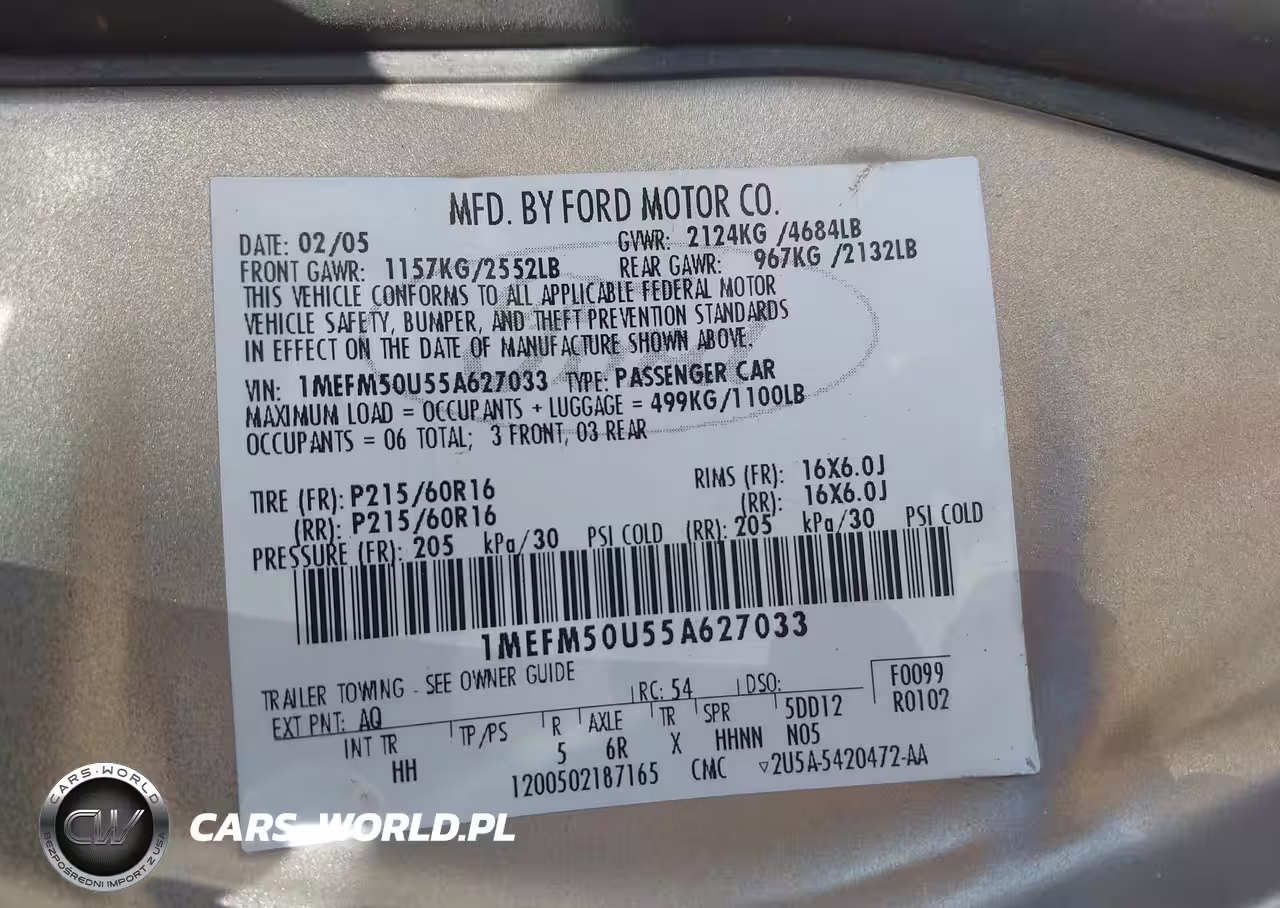 MFD. BY FORD MOTOR CO.
DATE: 02/05 GVWR: 2124KG /4684LB
FRONT GAWR: 1157KG/2552LB REAR GAWR: 967KG /2132LB
THIS VEHICLE CONFORMS TO ALL APPLICABLE FEDERAL MOTOR
VEHICLE SAFETY, BUMPER, AND THEFT PREVENTION STANDARDS
IN EFFECT ON THE DATE OF MANUFACTURE SHOWN ABOVE.
VIN: 1MEFM50U55A627033 TYPE: PASSENGER CAR
MAXIMUM LOAD = OCCUPANTS + LUGGAGE = 499KG/1100LB
OCCUPANTS = 06 TOTAL; 3 FRONT, 03 REAR
TIRE (FR): P215/60R16 RIMS (FR): 16X6.0J
(RR): P215/60R16 (RR): 16X6.0J
PRESSURE (FR): 205 kPa/30 PSI COLD (RR): 205 kPa/30 PSI COLD
1MEFM50U55A627033
TRAILER TOWING - SEE OWNER GUIDE
EXT PNT: AQ RC: 54 DSO: F0099
R0102
INT TR TP/PS R AXLE TR SPR 5DD12
HH 5 6R X HHNN N05
1200502187165 CMC ▽2U5A-5420472-AA
CARS-WORLD
CW
BEZPOŚREDNI IMPORT Z USA
CARS-WORLD.PL